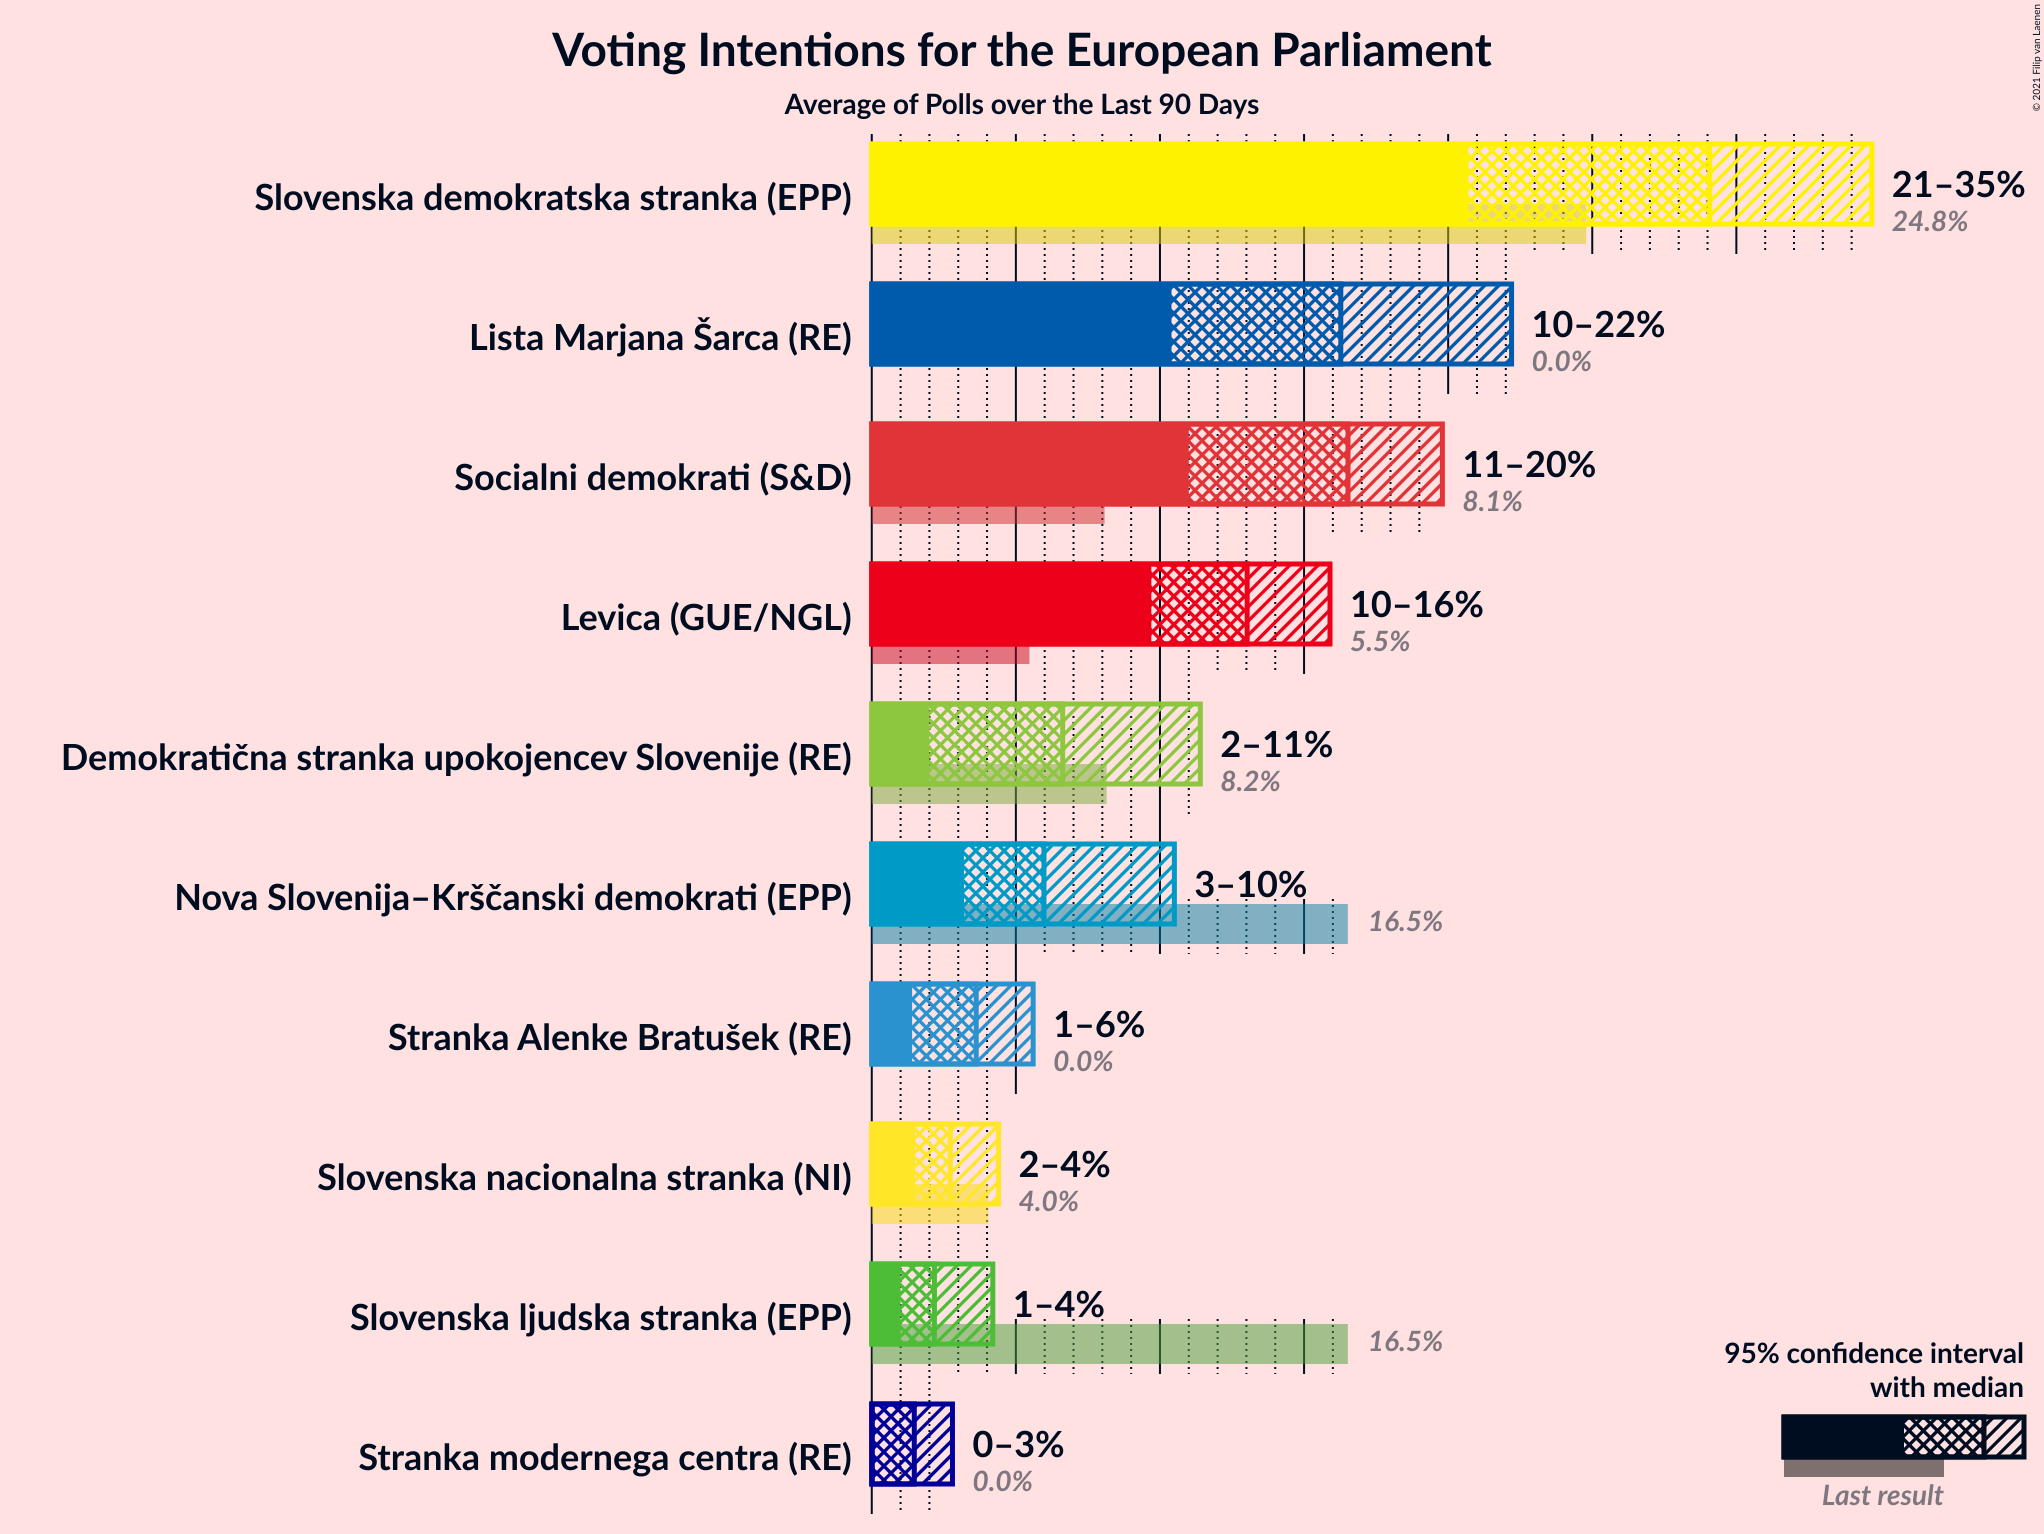 © 2021 Filip van Laenen
Voting Intentions for the European Parliament
Average of Polls over the Last 90 Days
Slovenska demokratska stranka (EPP)
21–35%
24.8%
Lista Marjana Šarca (RE)
10–22%
0.0%
Socialni demokrati (S&D)
11–20%
8.1%
Levica (GUE/NGL)
10–16%
5.5%
Demokratična stranka upokojencev Slovenije (RE)
2–11%
8.2%
Nova Slovenija–Krščanski demokrati (EPP)
3–10%
16.5%
Stranka Alenke Bratušek (RE)
1–6%
0.0%
Slovenska nacionalna stranka (NI)
2–4%
4.0%
Slovenska ljudska stranka (EPP)
1–4%
16.5%
Stranka modernega centra (RE)
0–3%
0.0%
95% confidence interval
with median
Last result